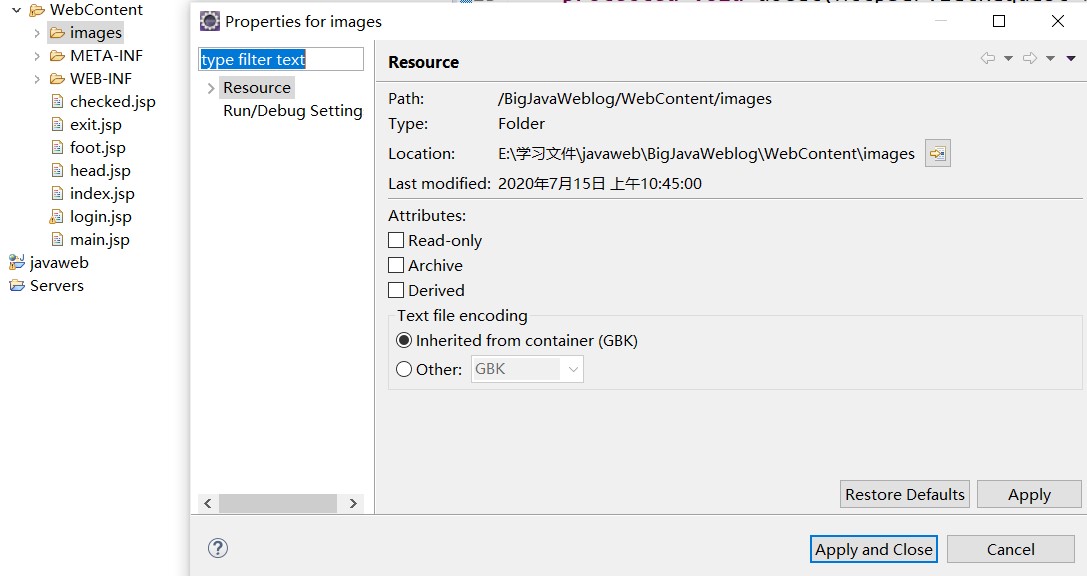 WebContent
images
META-INF
WEB-INF
checked.jsp
exit.jsp
foot.jsp
head.jsp
index.jsp
login.jsp
main.jsp
javaweb
Servers
Properties for images
type filter text
Resource
Run/Debug Setting
Resource
Path: /BigJavaWeblog/WebContent/images
Type: Folder
Location: E:\学习文件\javaweb\BigJavaWeblog\WebContent\images
Last modified: 2020年7月15日 上午10:45:00
Attributes:
Read-only
Archive
Derived
Text file encoding
Inherited from container (GBK)
Other: GBK
Restore Defaults Apply
Apply and Close Cancel